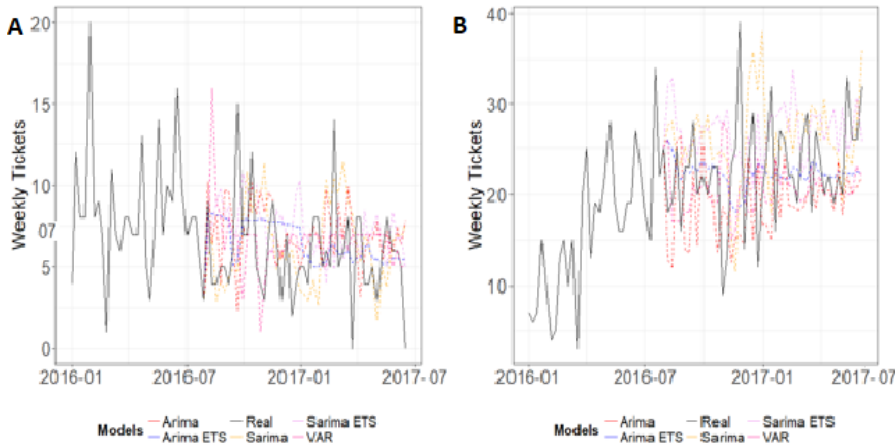 A
B
20
15
10
07
5
0
Weekly Tickets
2016-01 2016-07 2017-01 2017-07
Models Arima Real Sarima ETS
Arima ETS Sarima VAR
40
30
20
10
0
Weekly Tickets
2016-01 2016-07 2017-01 2017-07
Models Arima lReal Sarima ETS
Arima ETS !Sarima VAR